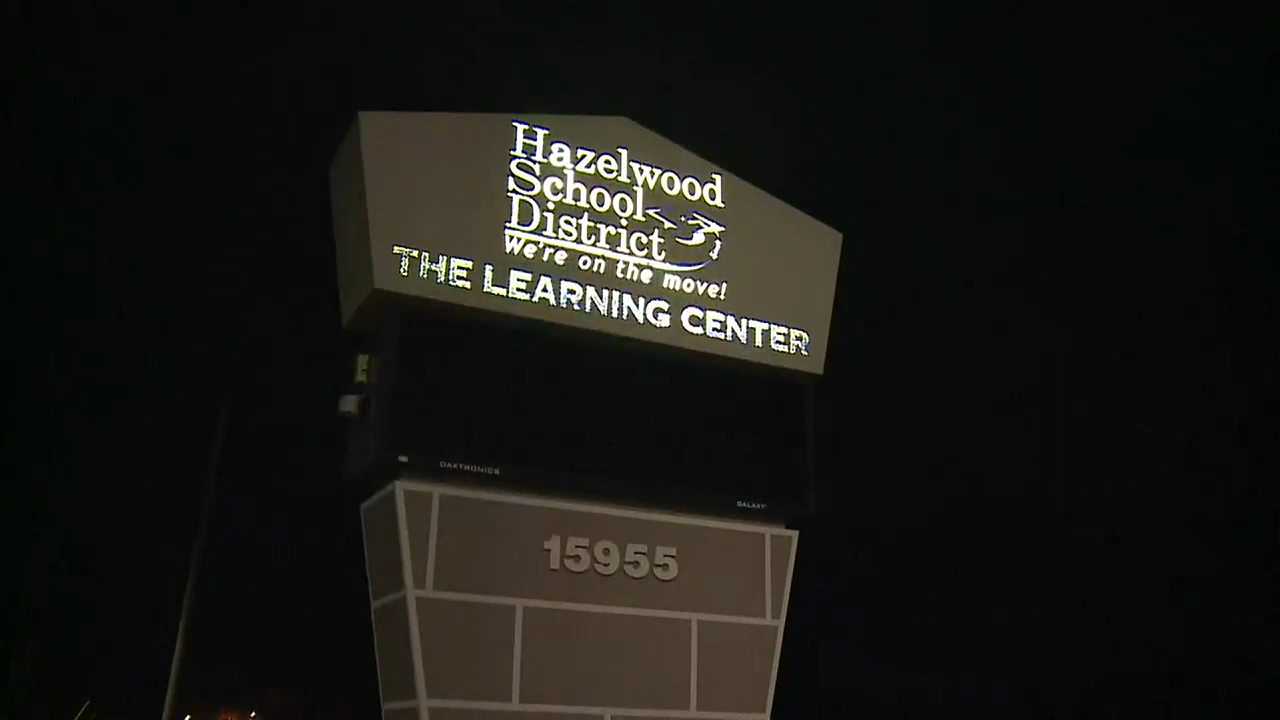 Hazelwood
School
District
We're on the move!
THE LEARNING CENTER
DAKTRONICS
GALAXY
15955